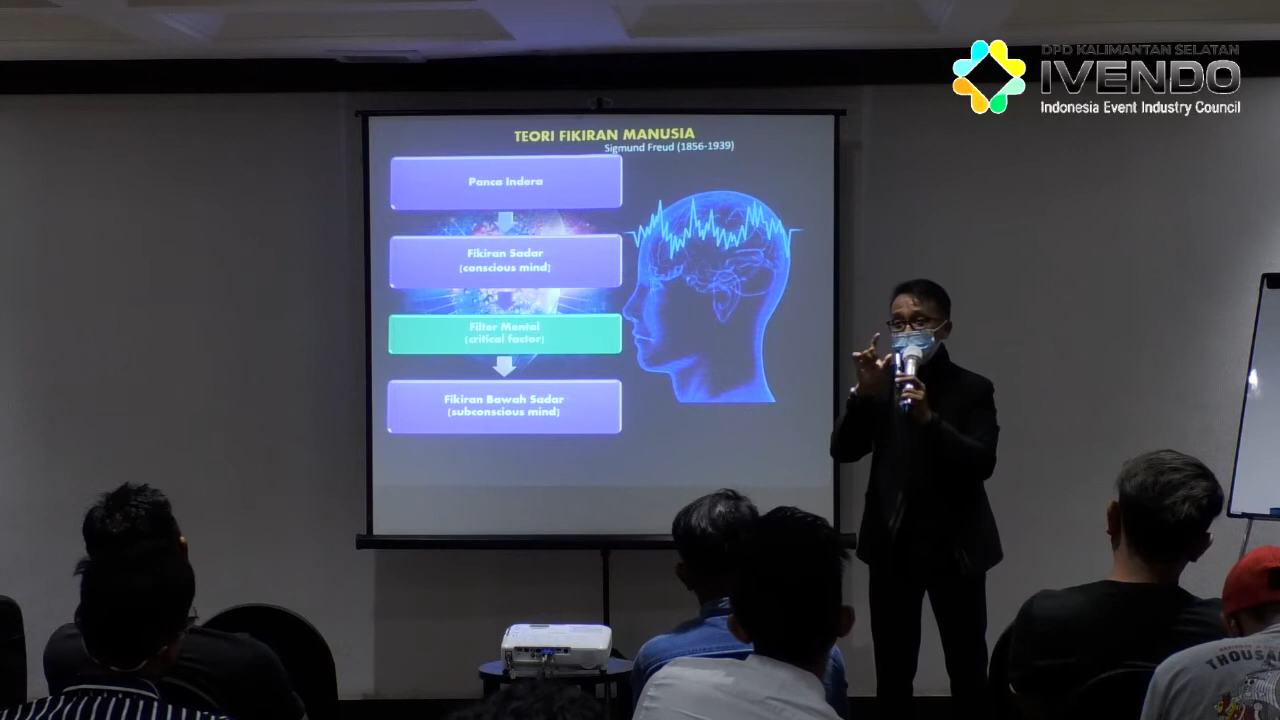 DPD KALIMANTAN SELATAN
IVENDO
Indonesia Event Industry Council
TEORI FIKIRAN MANUSIA
Sigmund Freud (1856-1939)
Panca Indera
Fikiran Sadar
(conscious mind)
Filter Mental
(critical factor)
Fikiran Bawah Sadar
(subconscious mind)